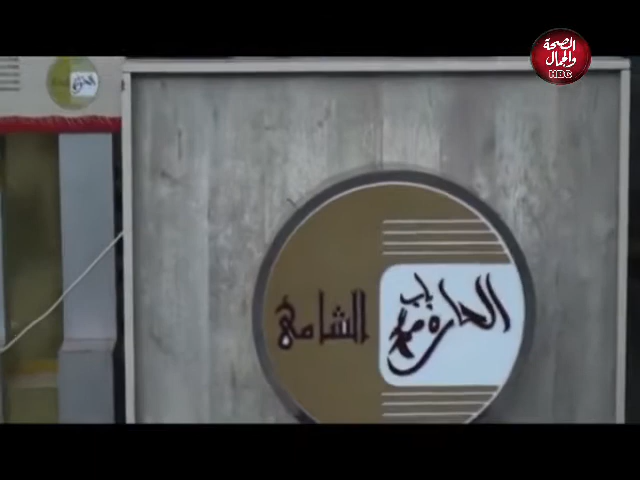 الصحة
والجمال
HBC
باب
الحارة
الشامي